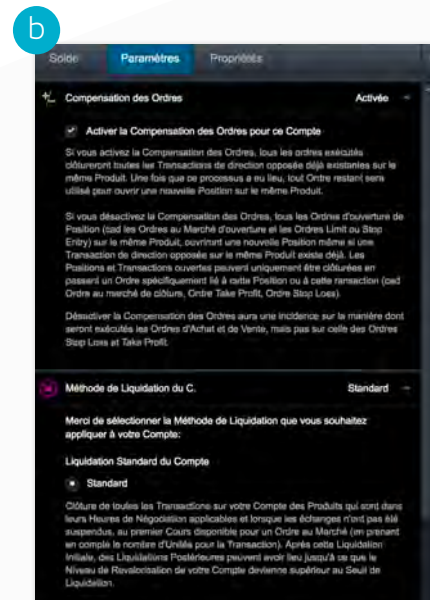 b
Solde Paramètres Propriétés
Compensation des Ordres Activée
Activer la Compensation des Ordres pour ce Compte
Si vous activez la Compensation des Ordres, tous les ordres exécutés
clôtureront toutes les Transactions de direction opposée déjà existantes sur le
même Produit. Une fois que ce processus a eu lieu, tout Ordre restant sera
utilisé pour ouvrir une nouvelle Position sur le même Produit.
Si vous désactivez la Compensation des Ordres, tous les Ordres d'ouverture de
Position (cad les Ordres au Marché d'ouverture et les Ordres Limit ou Stop
Entry) sur le même Produit, ouvriront une nouvelle Position même si une
Transaction de direction opposée sur le même Produit existe déjà. Les
Positions et Transactions ouvertes peuvent uniquement être clôturées en
passant un Ordre spécifiquement lié à cette Position ou à cette ransaction (cad
Ordre au marché de clôture, Ordre Take Profit, Ordre Stop Loss).
Désactiver la Compensation des Ordres aura une incidence sur la manière dont
seront exécutés les Ordres d'Achat et de Vente, mais pas sur celle des Ordres
Stop Loss et Take Profit.
Méthode de Liquidation du C. Standard
Merci de sélectionner la Méthode de Liquidation que vous souhaitez
appliquer à votre Compte:
Liquidation Standard du Compte
Standard
Clôture de toutes les Transactions sur votre Compte des Produits qui sont dans
leurs Heures de Négociation applicables et lorsque les échanges n'ont pas été
suspendus, au premier Cours disponible pour un Ordre au Marché (en prenant
en compte le nombre d'Unités pour la Transaction). Après cette Liquidation
Initiale, des Liquidations Postérieures peuvent avoir lieu jusqu'à ce que le
Niveau de Revalorisation de votre Compte devienne supérieur au Seuil de
Liquidation.